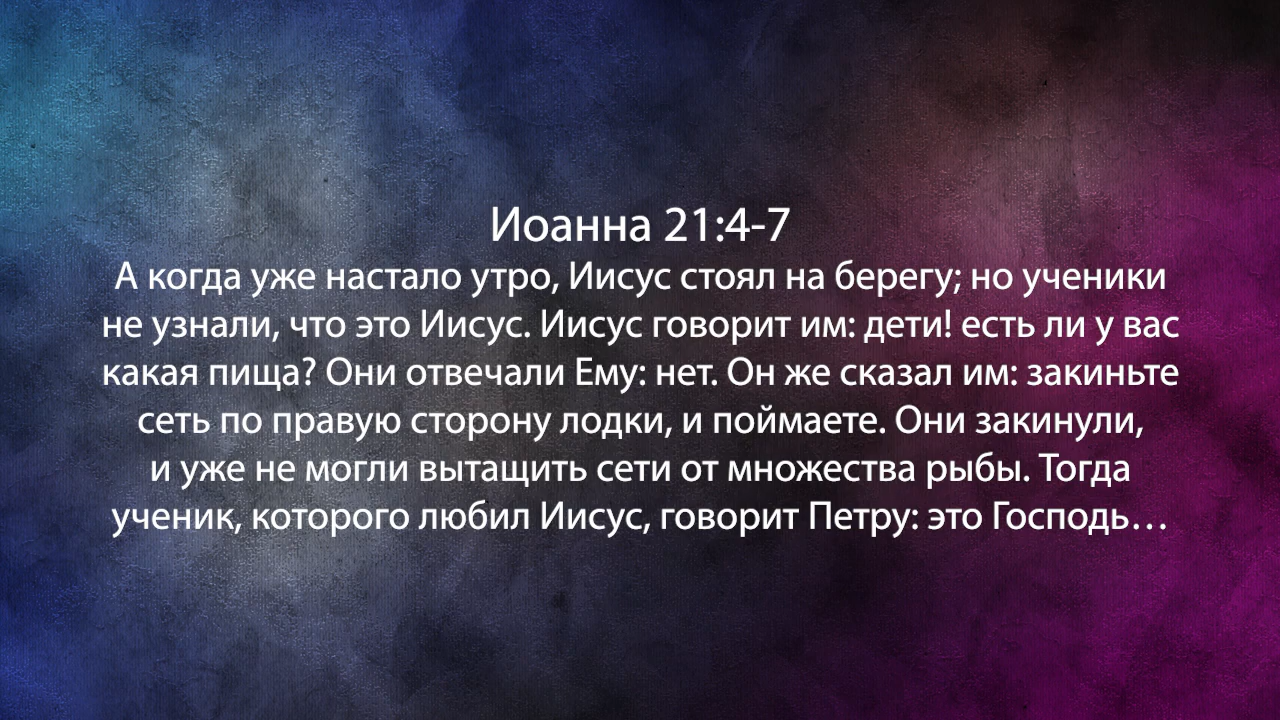 Иоанна 21:4-7
А когда уже настало утро, Иисус стоял на берегу; но ученики
не узнали, что это Иисус. Иисус говорит им: дети! есть ли у вас
какая пища? Они отвечали Ему: нет. Он же сказал им: закиньте
сеть по правую сторону лодки, и поймаете. Они закинули,
и уже не могли вытащить сети от множества рыбы. Тогда
ученик, которого любил Иисус, говорит Петру: это Господь…